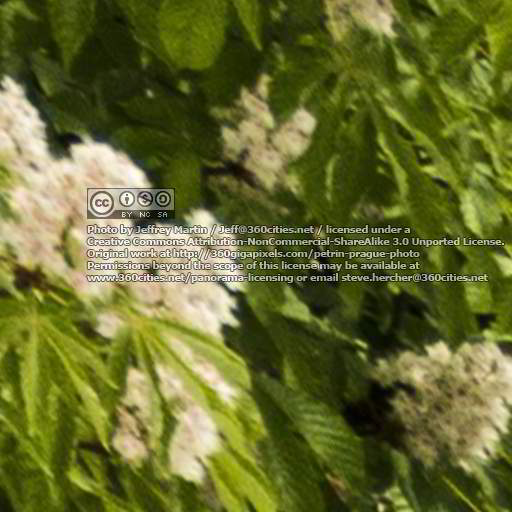 cc BY NC SA
Photo by Jeffrey Martin / Jeff@360cities.net / licensed under a
Creative Commons Attribution-NonCommercial-ShareAlike 3.0 Unported License.
Original work at http://360gigapixels.com/petrin-prague-photo
Permissions beyond the scope of this license may be available at
www.360cities.net/panorama-licensing or email steve.hercher@360cities.net